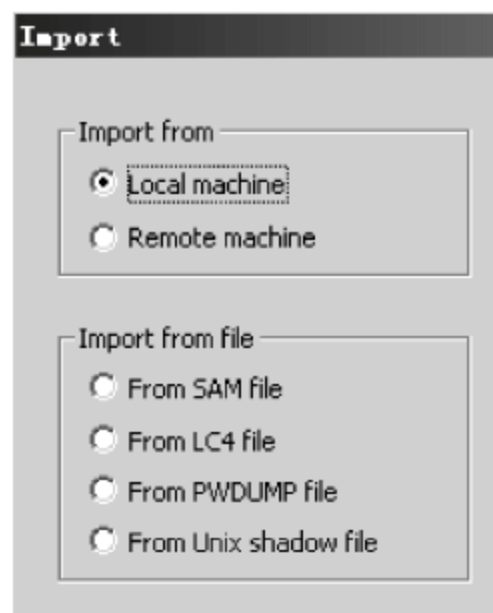 Import
Import from
Local machine
Remote machine
Import from file
From SAM file
From LC4 file
From PWDUMP file
From Unix shadow file